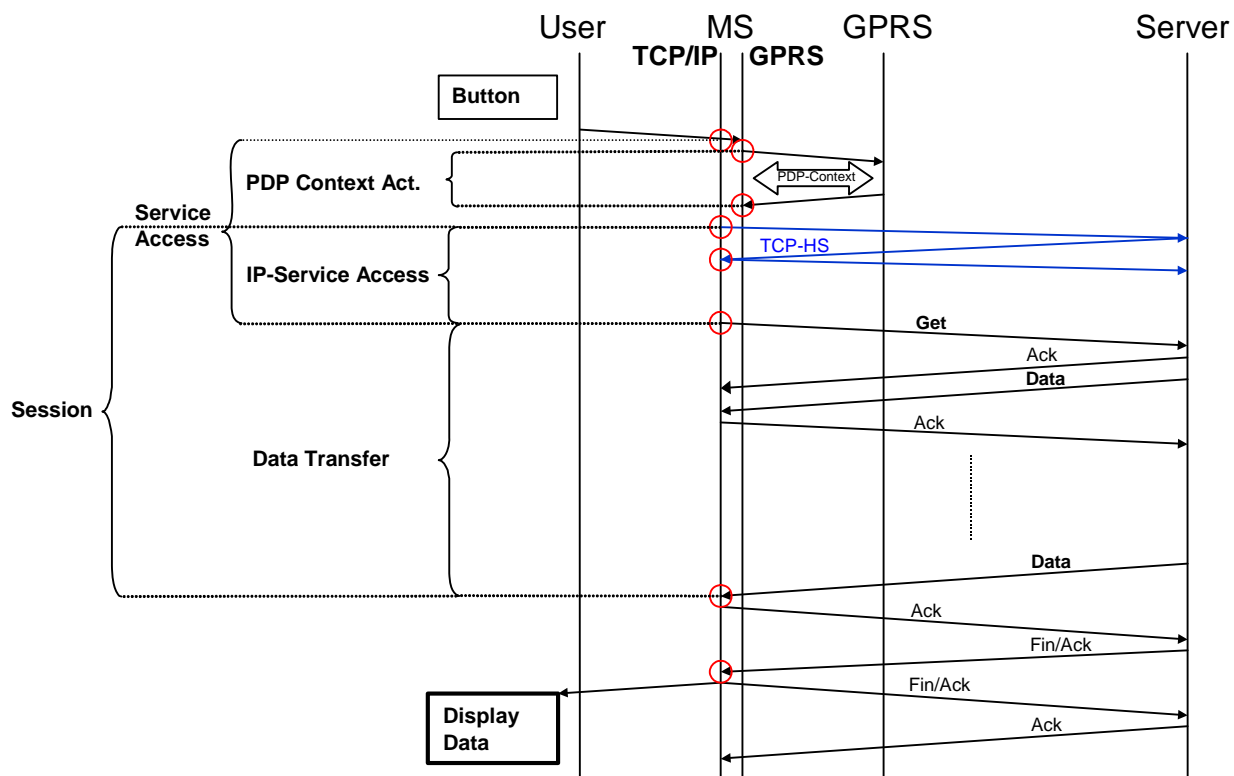 User MS GPRS Server
TCP/IP GPRS
Button
PDP Context Act.
PDP-Context
Service
Access
TCP-HS
IP-Service Access
Get
Ack
Data
Session
Ack
Data Transfer
Data
Ack
Fin/Ack
Fin/Ack
Display
Data
Ack